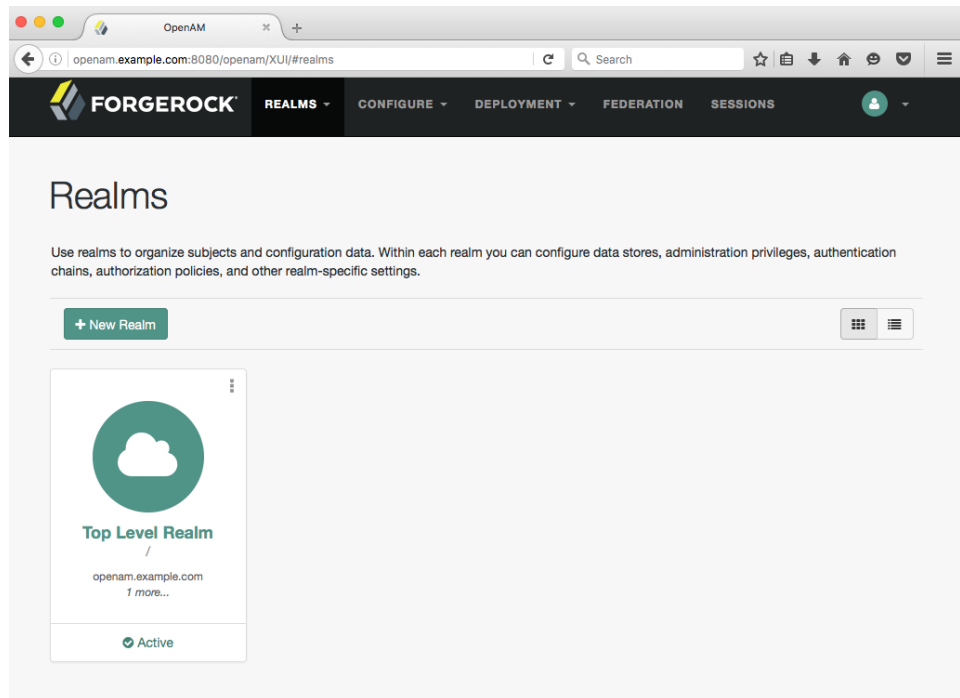 OpenAM
openam.example.com:8080/openam/XUI/#realms
Search
FORGEROCK
REALMS
CONFIGURE
DEPLOYMENT
FEDERATION
SESSIONS
Realms
Use realms to organize subjects and configuration data. Within each realm you can configure data stores, administration privileges, authentication
chains, authorization policies, and other realm-specific settings.
+ New Realm
Top Level Realm
/
openam.example.com
1 more...
Active